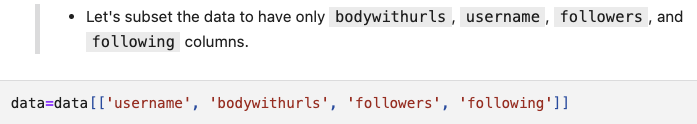 • Let's subset the data to have only bodywithurls, username, followers, and
following columns.
data=data[['username', 'bodywithurls', 'followers', 'following']]